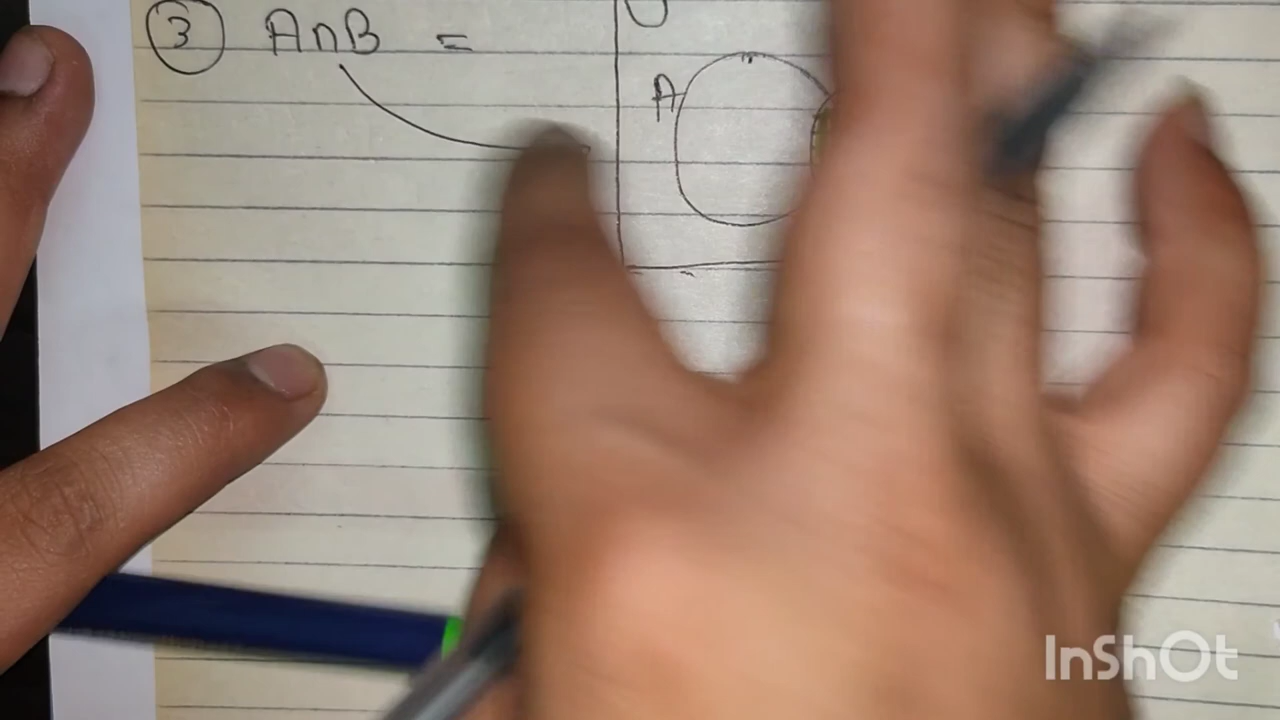 3 A∩B =
U
A
InShOt